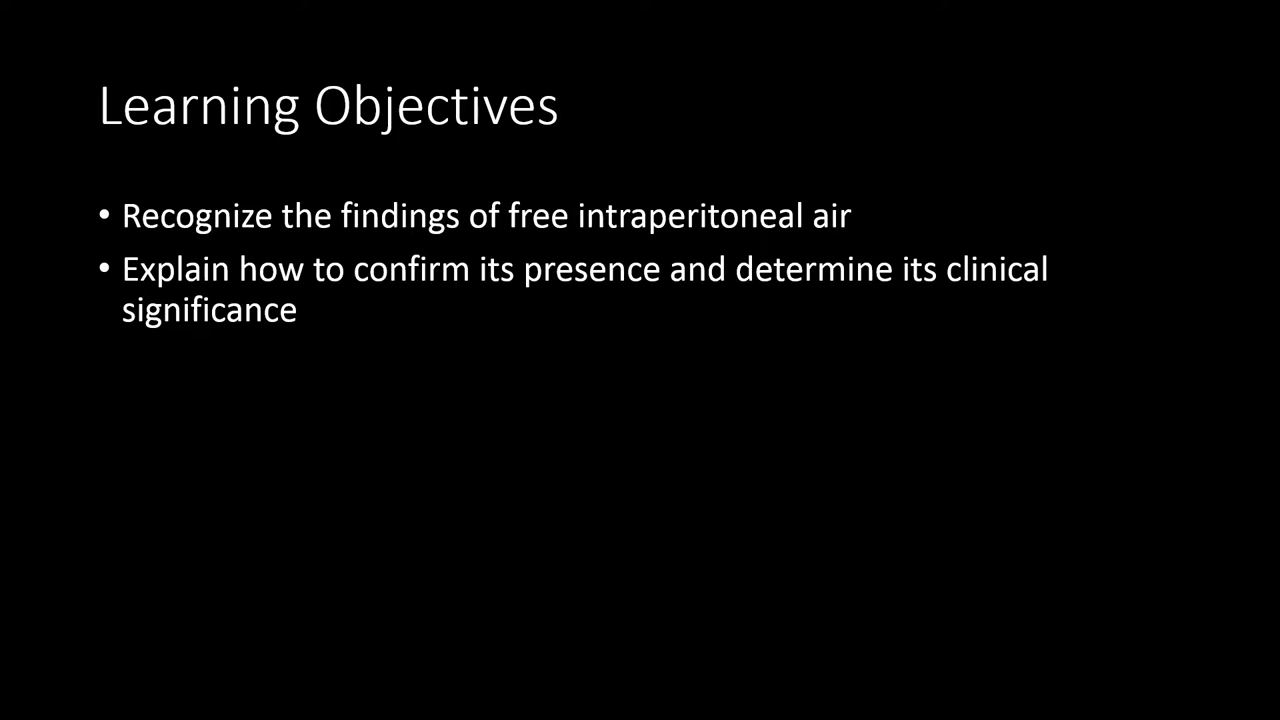 Learning Objectives
• Recognize the findings of free intraperitoneal air
• Explain how to confirm its presence and determine its clinical
significance